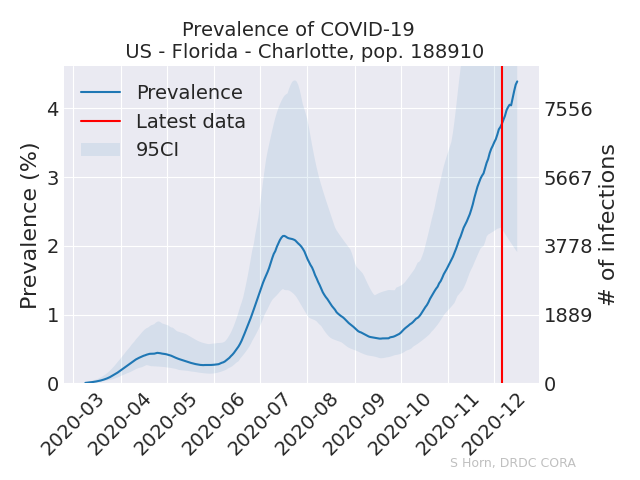 Prevalence of COVID-19
US - Florida - Charlotte, pop. 188910
Prevalence
Latest data
95CI
Prevalence (%)
4
3
2
1
0
7556
5667
3778
1889
0
# of infections
2020-03
2020-04
2020-05
2020-06
2020-07
2020-08
2020-09
2020-10
2020-11
2020-12
S Horn, DRDC CORA